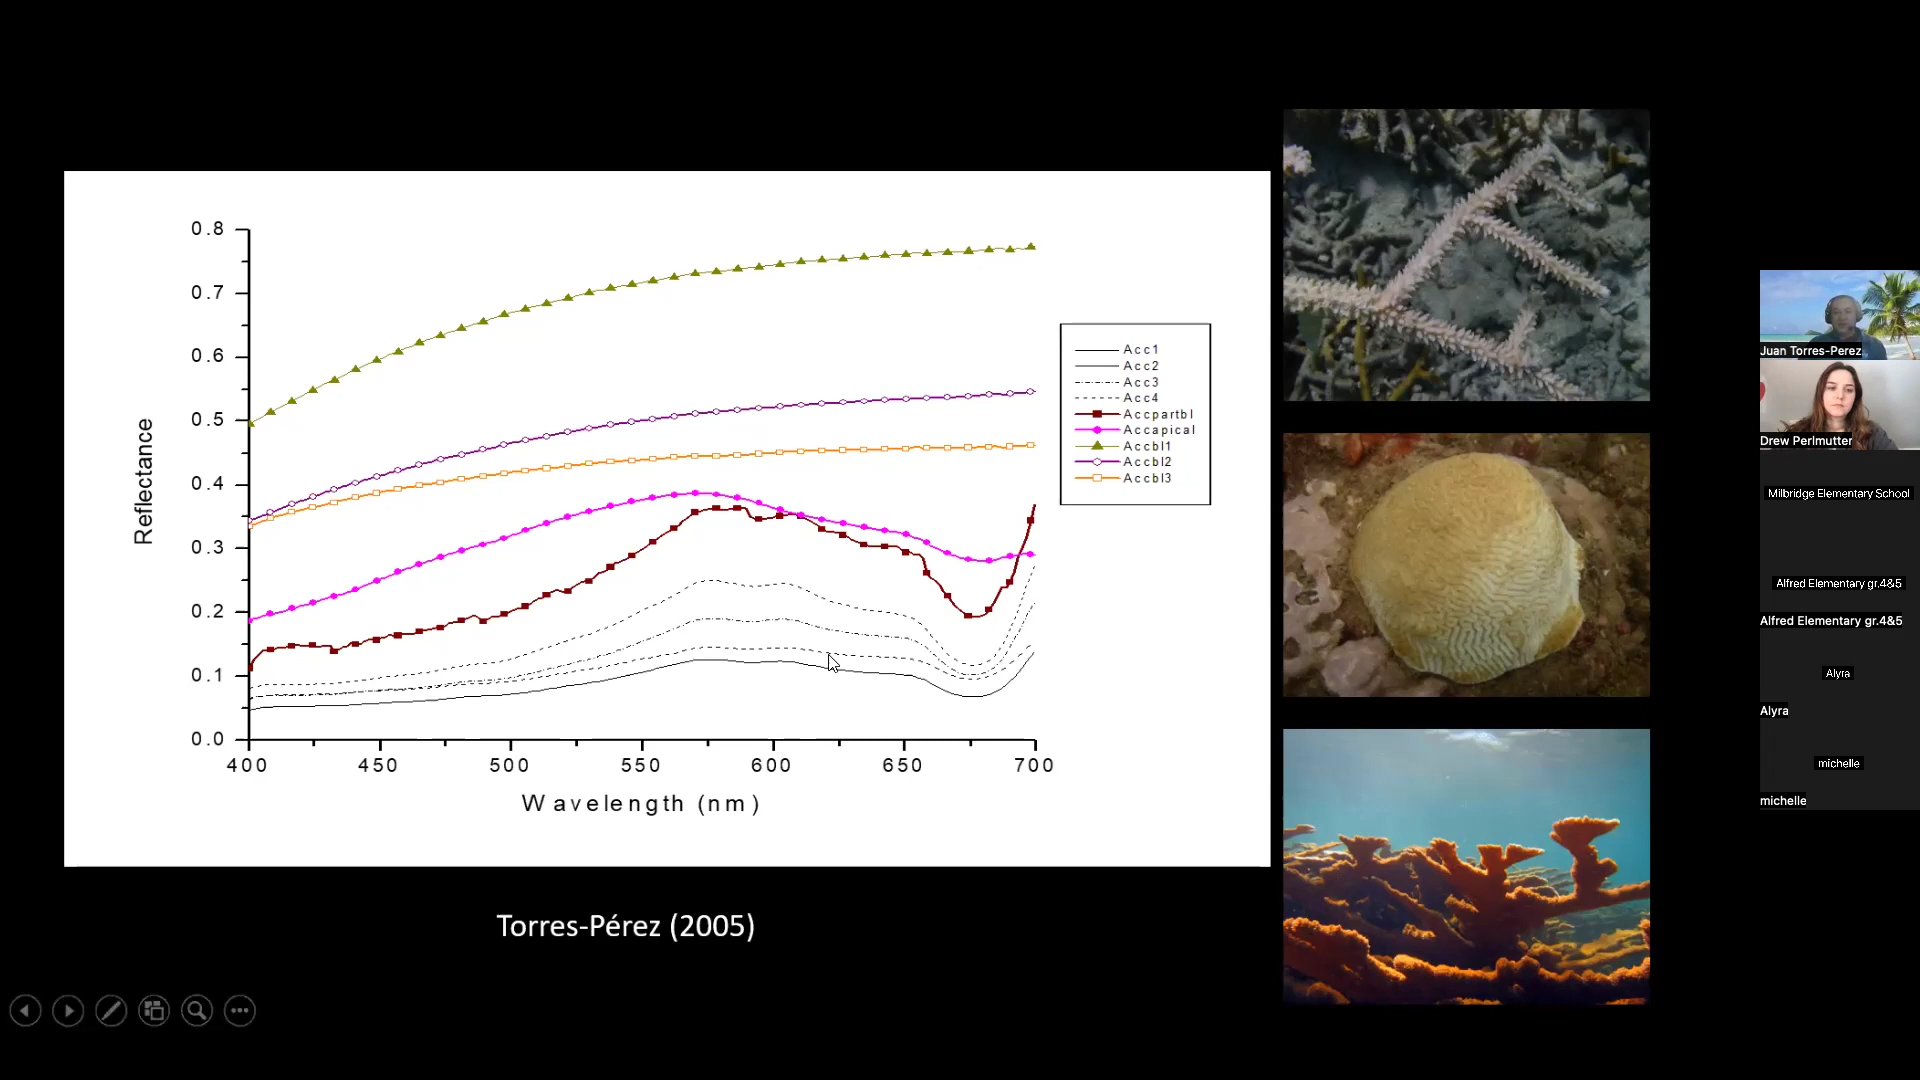 0.8
0.7
0.6
0.5
0.4
0.3
0.2
0.1
0.0
Reflectance
400 450 500 550 600 650 700
Wavelength (nm)
Acc1
Acc2
Acc3
Acc4
Accpartbl
Accapical
Accbl1
Accbl2
Accbl3
Torres-Pérez (2005)
Juan Torres-Perez
Drew Perlmutter
Milbridge Elementary School
Alfred Elementary gr.4&5
Alfred Elementary gr.4&5
Alyra
Alyra
michelle
michelle